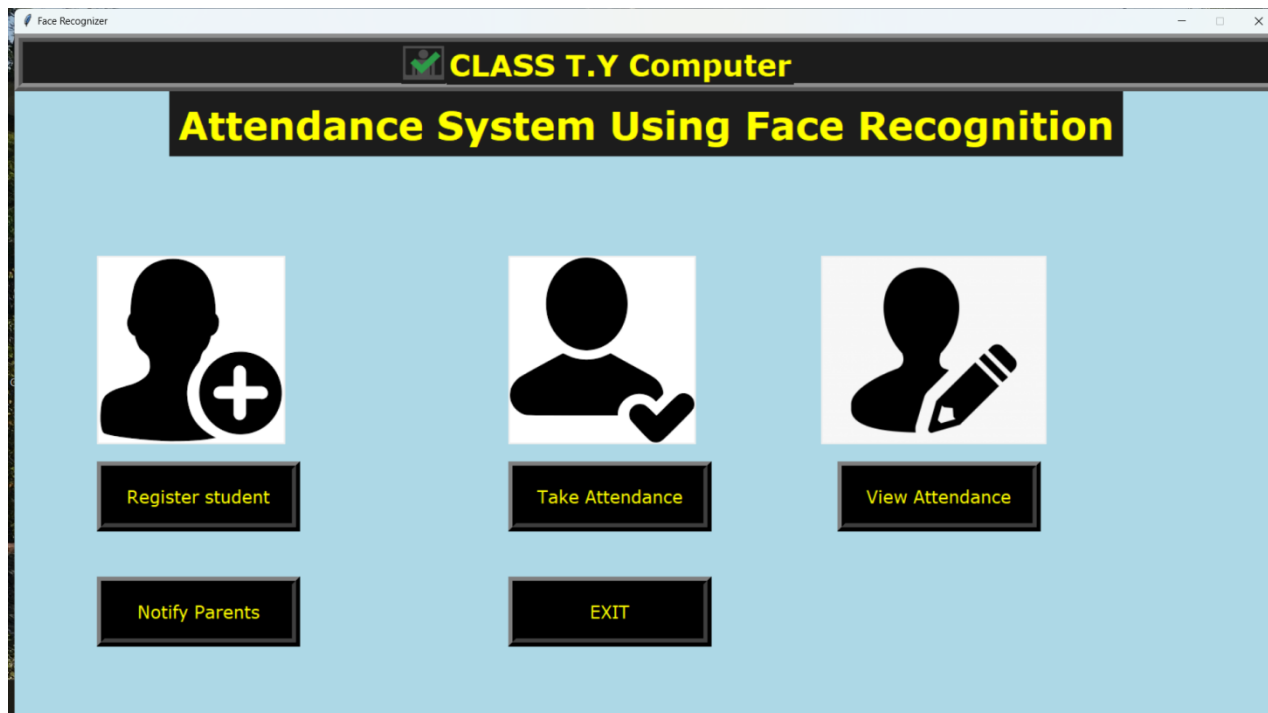 Face Recognizer
CLASS T.Y Computer
Attendance System Using Face Recognition
Register student
Take Attendance
View Attendance
Notify Parents
EXIT